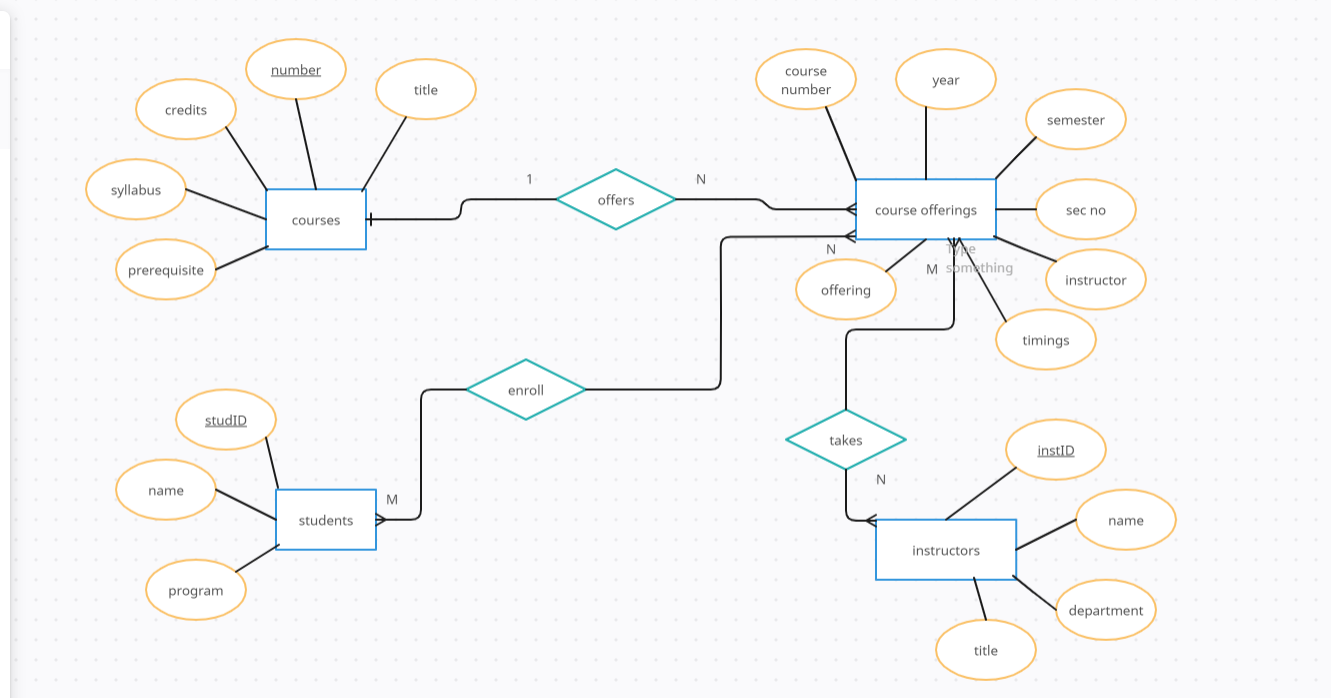 number
title
credits
syllabus
courses
prerequisite
1
offers
N
course
number
year
semester
course offerings
sec no
instructor
timings
offering
N
M
Type
something
enroll
takes
N
studID
name
students
M
program
instID
name
instructors
department
title